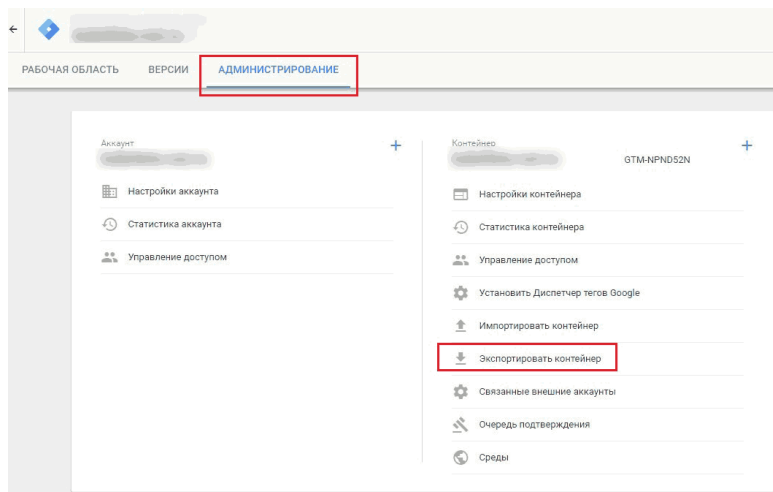 РАБОЧАЯ ОБЛАСТЬ ВЕРСИИ АДМИНИСТРИРОВАНИЕ
Аккаунт
Настройки аккаунта
Статистика аккаунта
Управление доступом
Контейнер
GTM-NPND52N
Настройки контейнера
Статистика контейнера
Управление доступом
Установить Диспетчер тегов Google
Импортировать контейнер
Экспортировать контейнер
Связанные внешние аккаунты
Очередь подтверждения
Среды